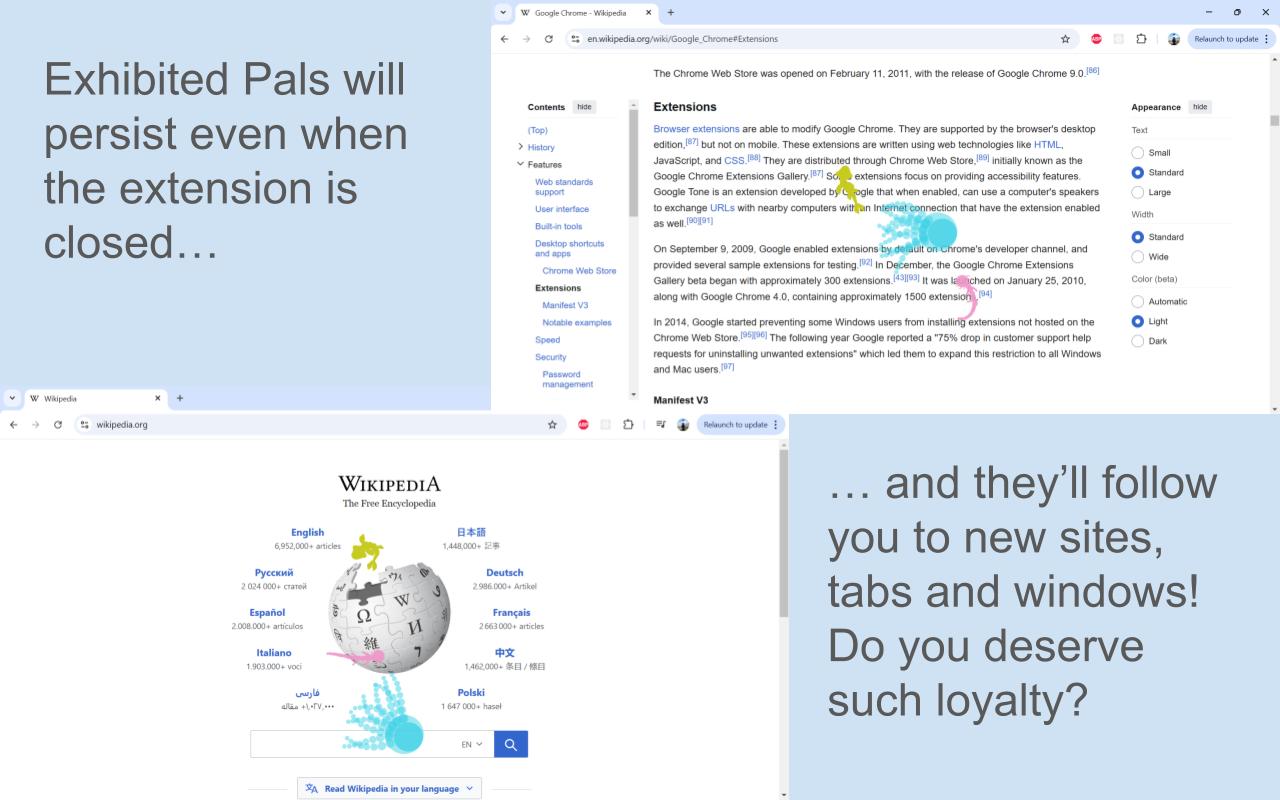 Exhibited Pals will
persist even when
the extension is
closed…
Google Chrome - Wikipedia
en.wikipedia.org/wiki/Google_Chrome#Extensions
ABP
Relaunch to update
The Chrome Web Store was opened on February 11, 2011, with the release of Google Chrome 9.0.[86]
Contents hide
(Top)
History
Features
Web standards
support
User interface
Built-in tools
Desktop shortcuts
and apps
Chrome Web Store
Extensions
Manifest V3
Notable examples
Speed
Security
Password
management
Extensions
Browser extensions are able to modify Google Chrome. They are supported by the browser's desktop
edition,[87] but not on mobile. These extensions are written using web technologies like HTML,
JavaScript, and CSS.[88] They are distributed through Chrome Web Store,[89] initially known as the
Google Chrome Extensions Gallery.[87] Some extensions focus on providing accessibility features.
Google Tone is an extension developed by Google that when enabled, can use a computer's speakers
to exchange URLs with nearby computers with an Internet connection that have the extension enabled
as well.[90][91]
On September 9, 2009, Google enabled extensions by default on Chrome's developer channel, and
provided several sample extensions for testing.[92] In December, the Google Chrome Extensions
Gallery beta began with approximately 300 extensions.[43][93] It was launched on January 25, 2010,
along with Google Chrome 4.0, containing approximately 1500 extensions.[94]
In 2014, Google started preventing some Windows users from installing extensions not hosted on the
Chrome Web Store.[95][96] The following year Google reported a "75% drop in customer support help
requests for uninstalling unwanted extensions" which led them to expand this restriction to all Windows
and Mac users.[97]
Manifest V3
Appearance hide
Text
Small
Standard
Large
Width
Standard
Wide
Color (beta)
Automatic
Light
Dark
Wikipedia
wikipedia.org
ABP
Relaunch to update
WIKIPEDIA
The Free Encyclopedia
English
6,952,000+ articles
日本語
1,448,000+ 記事
Русский
2 024 000+ статей
Deutsch
2.986.000+ Artikel
Español
2.008.000+ artículos
Français
2 663 000+ articles
Italiano
1.903.000+ voci
中文
1,462,000+ 条目 / 條目
فارسی
۱٬۰۲۷٬۰۰۰+ مقاله
Polski
1 647 000+ haseł
Ω W И 維
EN
Read Wikipedia in your language
… and they’ll follow
you to new sites,
tabs and windows!
Do you deserve
such loyalty?